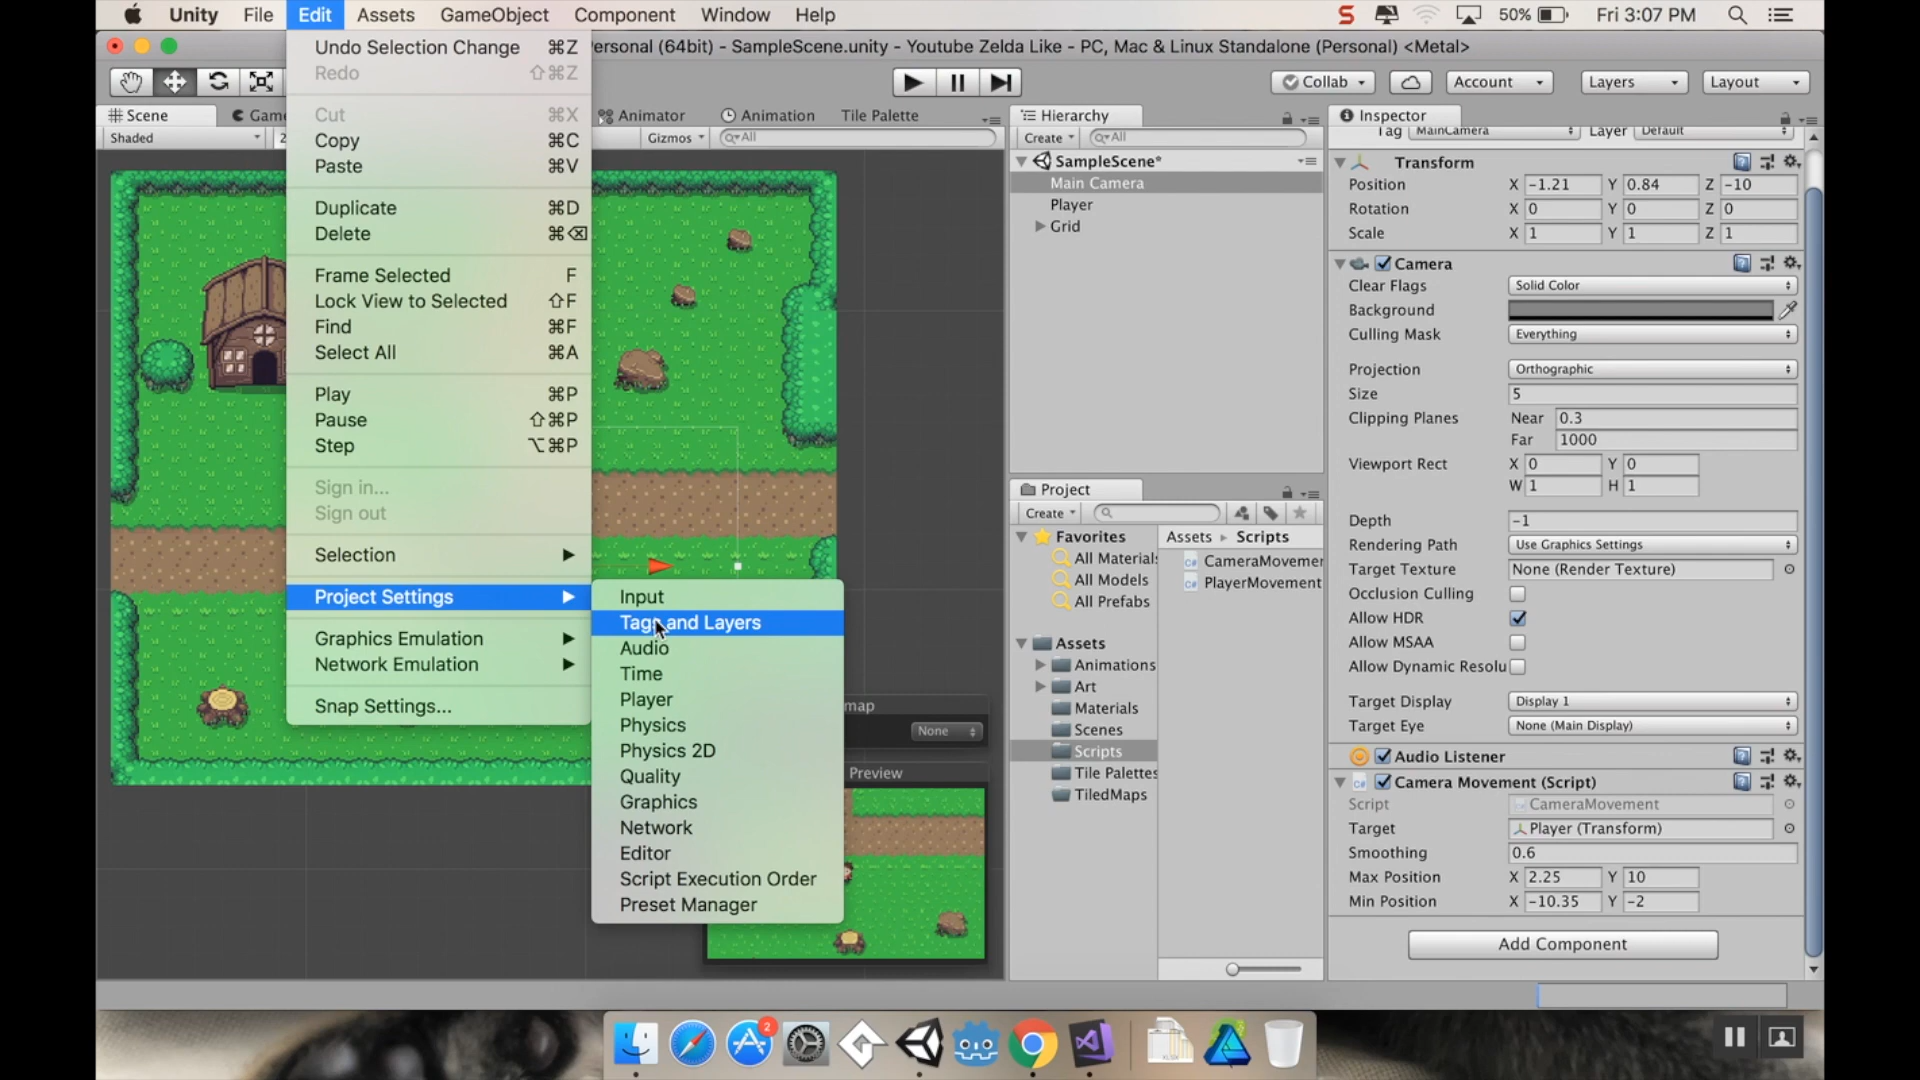 Unity File Edit Assets GameObject Component Window Help 50% Fri 3:07 PM
ersonal (64bit) - SampleScene.unity - Youtube Zelda Like - PC, Mac & Linux Standalone (Personal) <Metal>
Collab Account Layers Layout
Undo Selection Change ⌘Z
Redo ⇧⌘Z
Cut ⌘X
Copy ⌘C
Paste ⌘V
Duplicate ⌘D
Delete ⌘⌫
Frame Selected F
Lock View to Selected ⇧F
Find ⌘F
Select All ⌘A
Play ⌘P
Pause ⇧⌘P
Step ⌥⌘P
Sign in...
Sign out
Selection
Project Settings
Graphics Emulation
Network Emulation
Snap Settings...
Input
Tags and Layers
Audio
Time
Player
Physics
Physics 2D
Quality
Graphics
Network
Editor
Script Execution Order
Preset Manager
Scene Game Animator Animation Tile Palette
Shaded 2 Gizmos All
map
None
Preview
Hierarchy
Create All
SampleScene*
Main Camera
Player
Grid
Project
Create
Favorites
All Materials
All Models
All Prefabs
Assets
Animations
Art
Materials
Scenes
Scripts
Tile Palettes
TiledMaps
Assets Scripts
CameraMovemer
PlayerMovement
Inspector
Tag MainCamera Layer Default
Transform
Position X -1.21 Y 0.84 Z -10
Rotation X 0 Y 0 Z 0
Scale X 1 Y 1 Z 1
Camera
Clear Flags Solid Color
Background
Culling Mask Everything
Projection Orthographic
Size 5
Clipping Planes Near 0.3
Far 1000
Viewport Rect X 0 Y 0
W 1 H 1
Depth -1
Rendering Path Use Graphics Settings
Target Texture None (Render Texture)
Occlusion Culling
Allow HDR
Allow MSAA
Allow Dynamic Resolu
Target Display Display 1
Target Eye None (Main Display)
Audio Listener
Camera Movement (Script)
Script CameraMovement
Target Player (Transform)
Smoothing 0.6
Max Position X 2.25 Y 10
Min Position X -10.35 Y -2
Add Component
2
XLSX